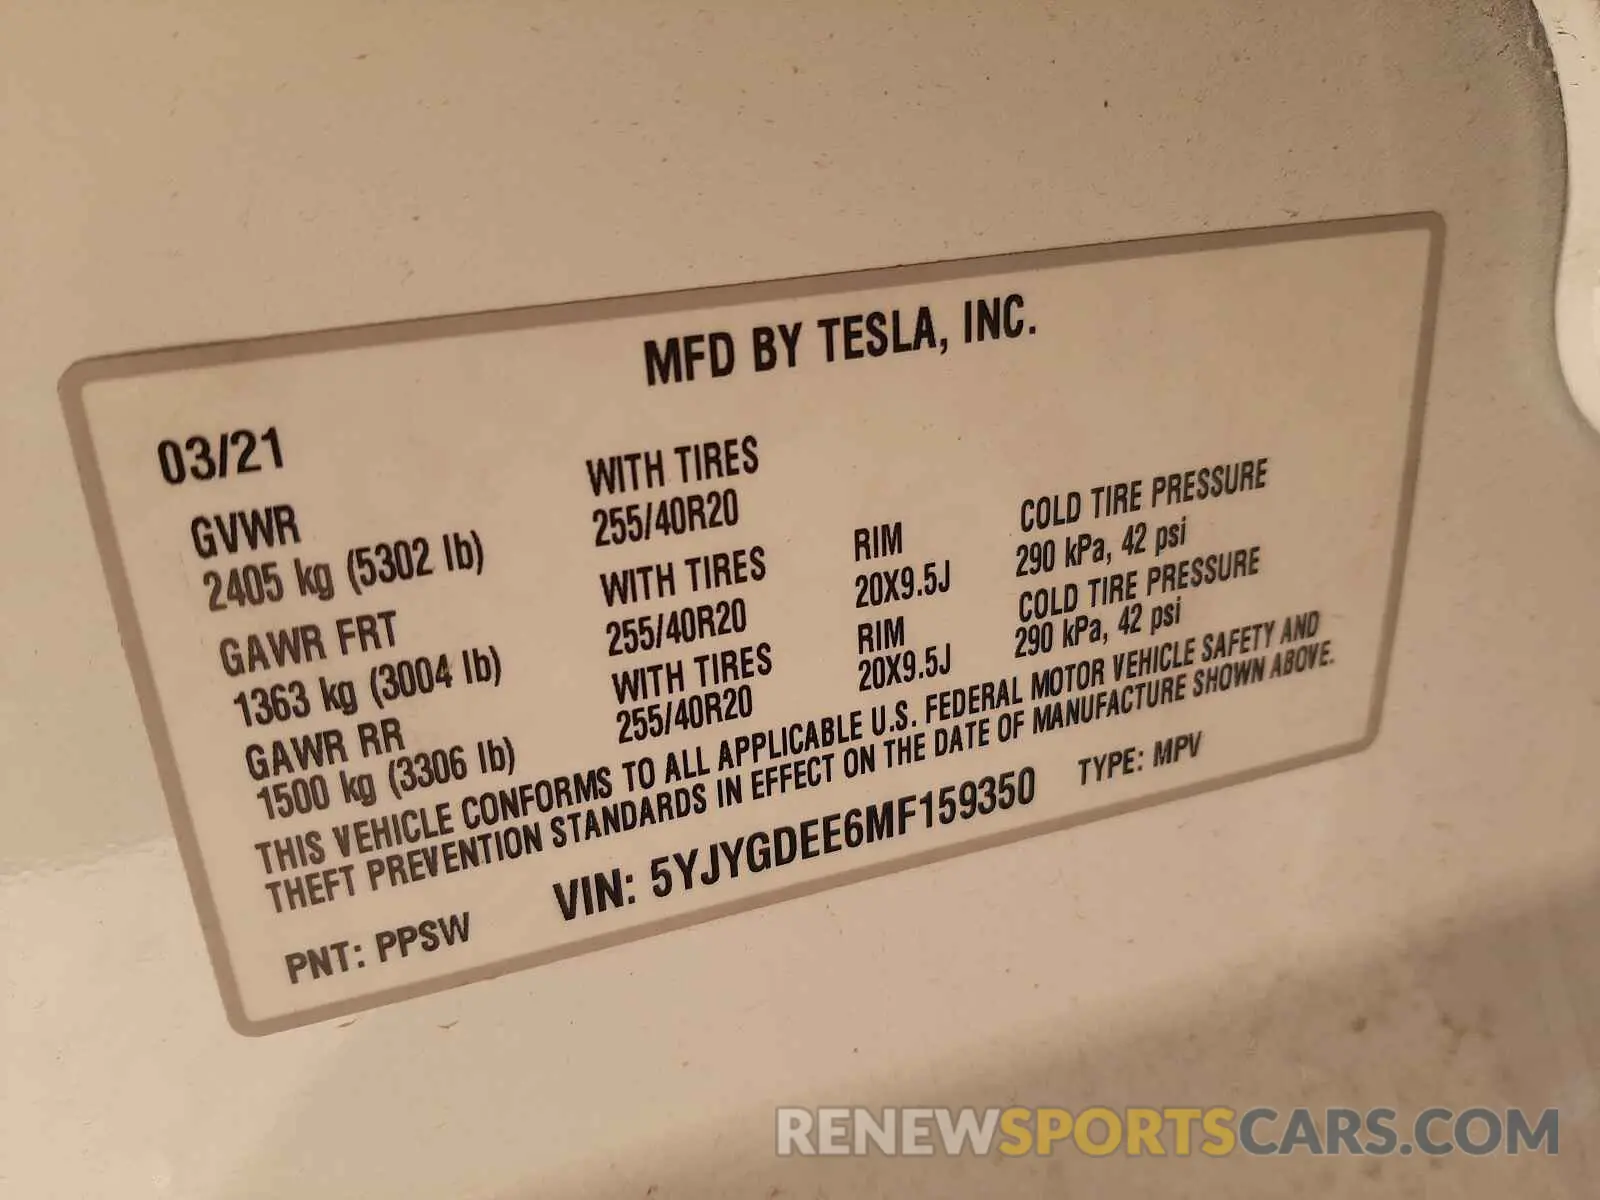 MFD BY TESLA, INC.
03/21
GVWR
2405 kg (5302 lb)
WITH TIRES
255/40R20
GAWR FRT
1363 kg (3004 lb)
WITH TIRES
255/40R20
RIM
20X9.5J
COLD TIRE PRESSURE
290 kPa, 42 psi
GAWR RR
1500 kg (3306 lb)
WITH TIRES
255/40R20
RIM
20X9.5J
COLD TIRE PRESSURE
290 kPa, 42 psi
THIS VEHICLE CONFORMS TO ALL APPLICABLE U.S. FEDERAL MOTOR VEHICLE SAFETY AND
THEFT PREVENTION STANDARDS IN EFFECT ON THE DATE OF MANUFACTURE SHOWN ABOVE.
PNT: PPSW
VIN: 5YJYGDEE6MF159350
TYPE: MPV
RENEWSPORTSCARS.COM